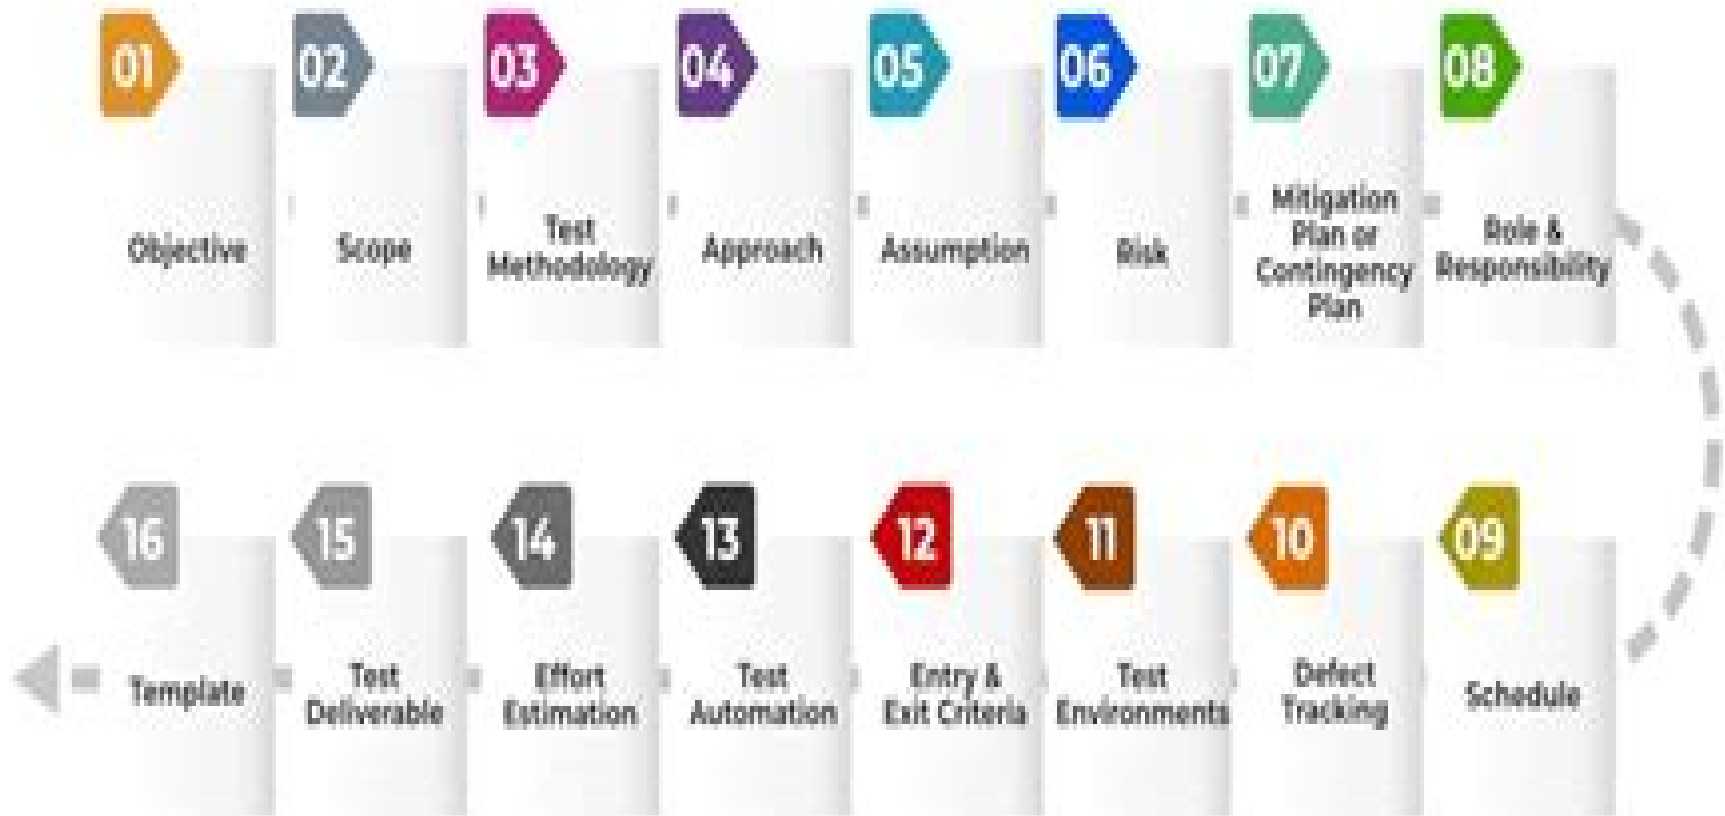 01
Objective
02
Scope
03
Test
Methodology
04
Approach
05
Assumption
06
Risk
07
Mitigation
Plan or
Contingency
Plan
08
Role &
Responsibility
09
Schedule
10
Defect
Tracking
11
Test
Environments
12
Entry &
Exit Criteria
13
Test
Automation
14
Effort
Estimation
15
Test
Deliverable
16
Template